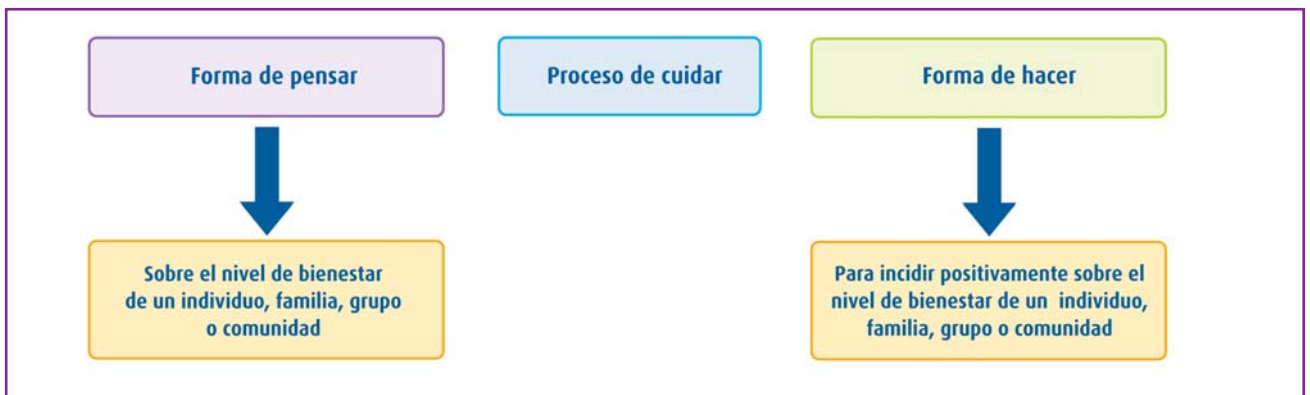 Forma de pensar
Proceso de cuidar
Forma de hacer
Sobre el nivel de bienestar
de un individuo, familia, grupo
o comunidad
Para incidir positivamente sobre el
nivel de bienestar de un individuo,
familia, grupo o comunidad